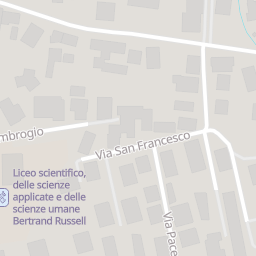 mbrogio
Via San Francesco
Liceo scientifico,
delle scienze
applicate e delle
scienze umane
Bertrand Russell
Via Pace